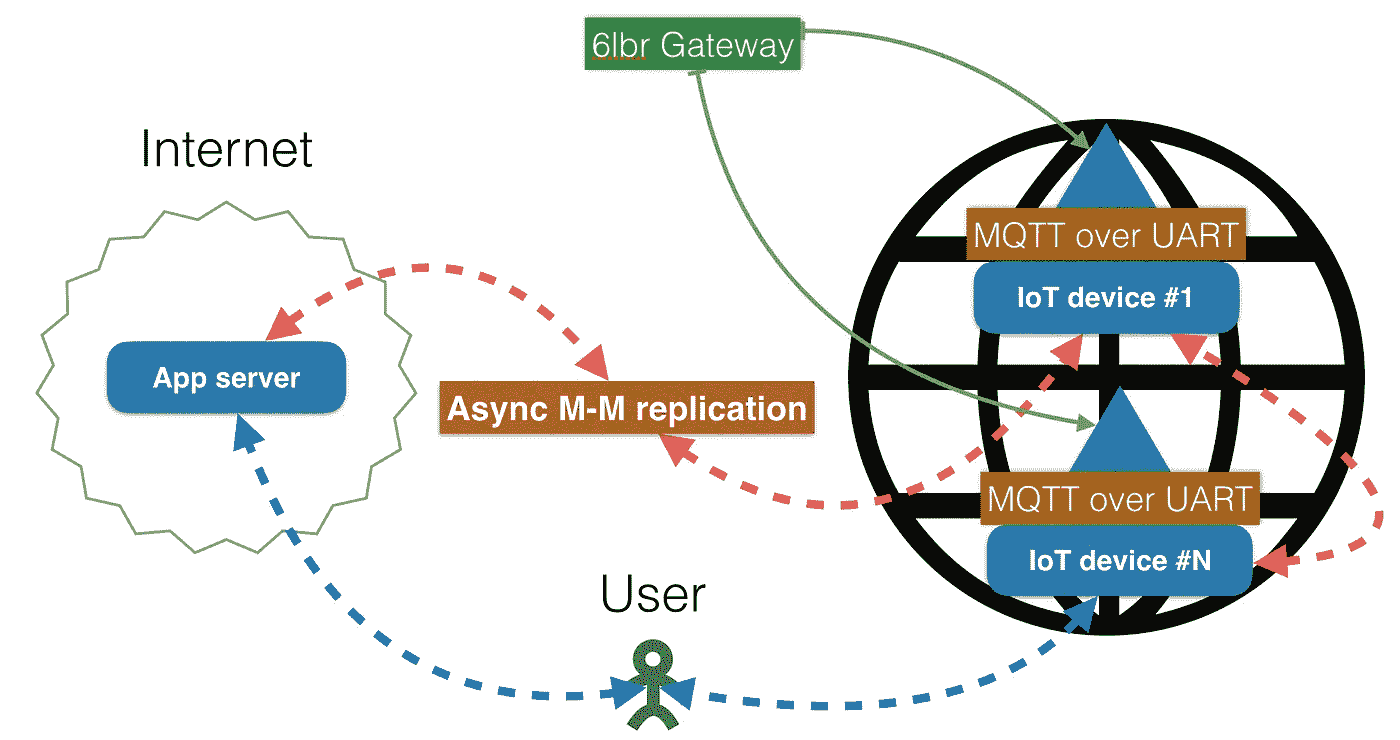 6lbr Gateway
Internet
MQTT over UART
IoT device #1
App server
Async M-M replication
MQTT over UART
IoT device #N
User